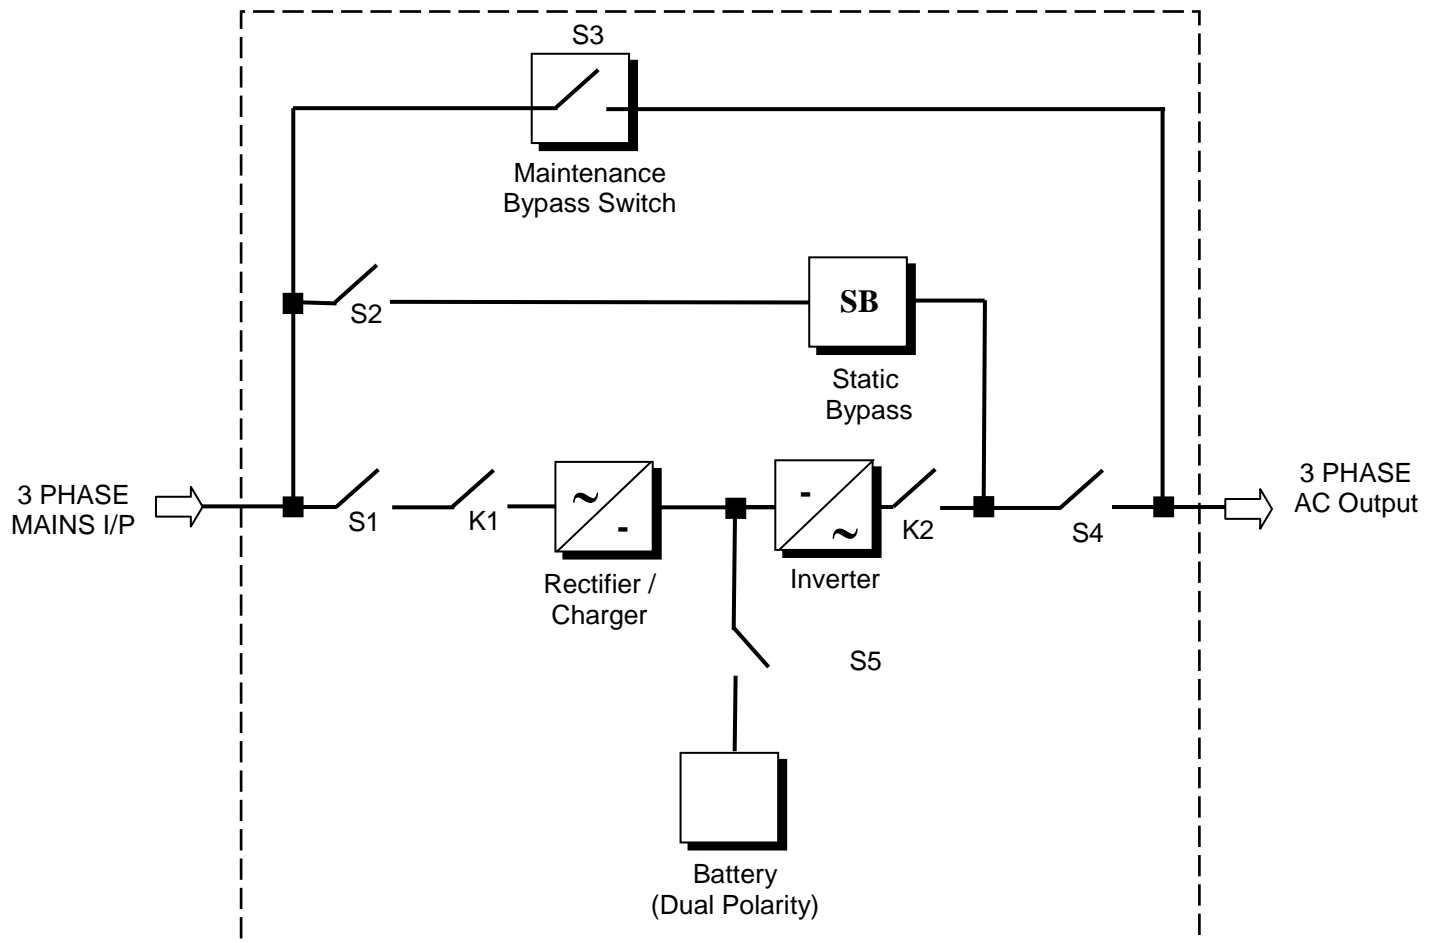 S3
Maintenance
Bypass Switch
S2
SB
Static
Bypass
3 PHASE
MAINS I/P
S1
K1
~
-
Rectifier /
Charger
-
~
Inverter
K2
S4
3 PHASE
AC Output
S5
Battery
(Dual Polarity)